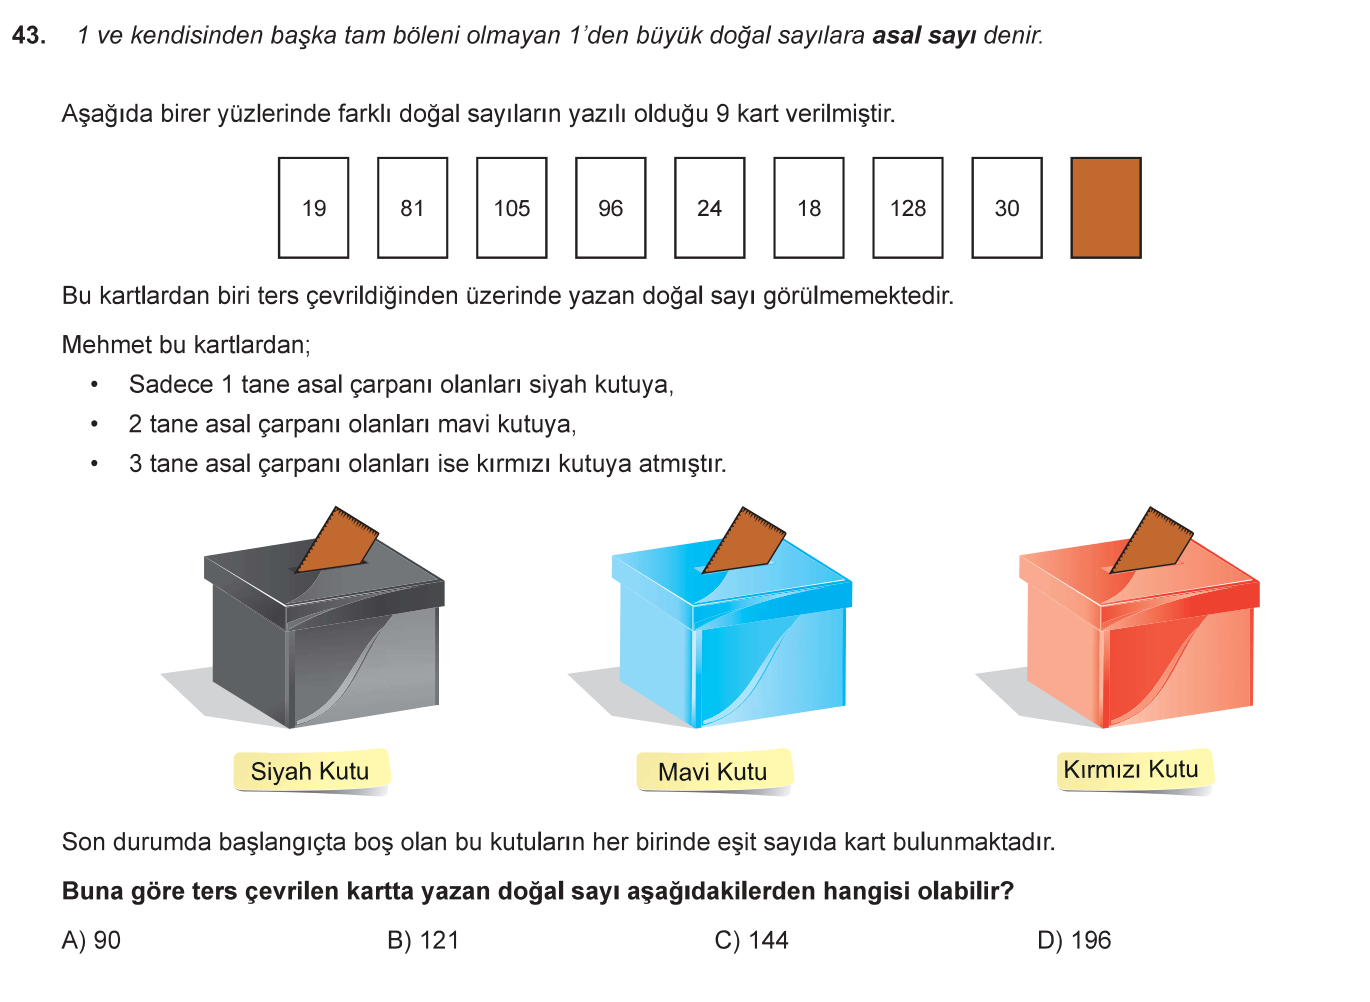 43. 1 ve kendisinden başka tam böleni olmayan 1’den büyük doğal sayılara asal sayı denir.
Aşağıda birer yüzlerinde farklı doğal sayıların yazılı olduğu 9 kart verilmiştir.
19 81 105 96 24 18 128 30
Bu kartlardan biri ters çevrildiğinden üzerinde yazan doğal sayı görülmemektedir.
Mehmet bu kartlardan;
• Sadece 1 tane asal çarpanı olanları siyah kutuya,
• 2 tane asal çarpanı olanları mavi kutuya,
• 3 tane asal çarpanı olanları ise kırmızı kutuya atmıştır.
Siyah Kutu Mavi Kutu Kırmızı Kutu
Son durumda başlangıçta boş olan bu kutuların her birinde eşit sayıda kart bulunmaktadır.
Buna göre ters çevrilen kartta yazan doğal sayı aşağıdakilerden hangisi olabilir?
A) 90 B) 121 C) 144 D) 196